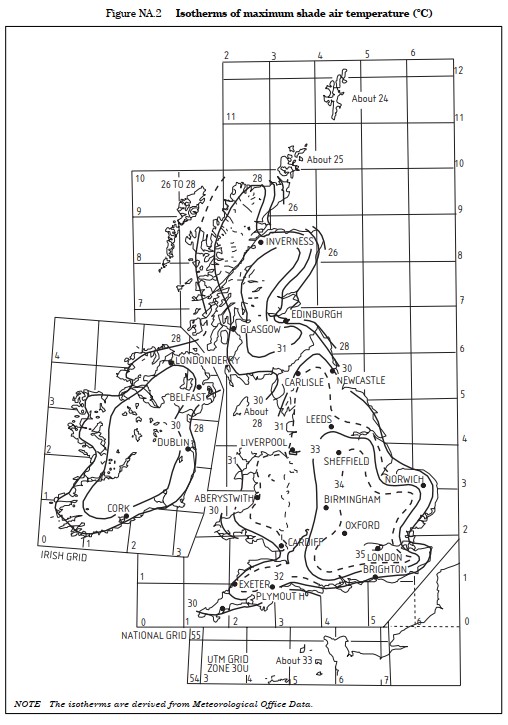 Figure NA.2 Isotherms of maximum shade air temperature (°C)
2 3 4 5 6
12
About 24
11 11
About 25
10 26 TO 28 28 10
9 26 9
INVERNESS
8 26 8
7 EDINBURGH 7
GLASGOW
28 31 28 6
4 LONDONDERRY 30
CARLISLE NEWCASTLE
BELFAST 30 5
3 About
30 28 28 31 LEEDS
DUBLIN LIVERPOOL 4
2 31 33 SHEFFIELD
34 NORWICH 3
1 ABERYSTWITH BIRMINGHAM
CORK 30
OXFORD 2
0 1 2 3 CARDIFF
IRISH GRID 35 LONDON
BRIGHTON
1 EXETER 32 1
PLYMOUTH
30
0 1 2 3 4 5 6 0
NATIONAL GRID 55
UTM GRID
ZONE 30U About 33
54 3 4 5 6 7
NOTE The isotherms are derived from Meteorological Office Data.